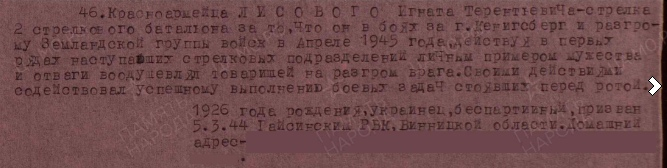 46.Красноармейца Л И С О В О Г О Игната Терентьевича-стрелка
2 стрелкового батальона за то,что он в боях за г.Кенигсберг и разгро-
му Земландской группы войск в Апреле 1945 года,действуя в первых
рядах наступавших стрелковых подразделений личным примером мужества
и отваги воодушевлял товарищей на разгром врага.Своими действиями
содействовал успешному выполнению боевых задач стоявших перед ротой.
1926 года рождения,украинец,беспартийный,призван
5.3.44 Гайсинским РВК,Винницкой области.Домашний
адрес-